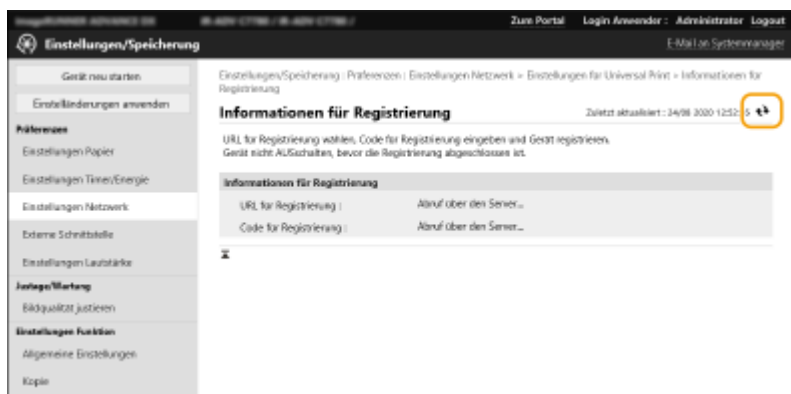 Zum Portal Login Anwender : Administrator Logout
Einstellungen/Speicherung
E-Mail an Systemmanager
Gerät neu starten
Einstelländerungen anwenden
Präferenzen
Einstellungen Papier
Einstellungen Timer/Energie
Einstellungen Netzwerk
Externe Schnittstelle
Einstellungen Lautstärke
Justage/Wartung
Bildqualität justieren
Einstellungen Funktion
Allgemeine Einstellungen
Kopie
Einstellungen/Speicherung : Präferenzen : Einstellungen Netzwerk > Einstellungen für Universal Print > Informationen für
Registrierung
Informationen für Registrierung
Zuletzt aktualisiert : 24/08 2020 12:52:
URL für Registrierung wählen, Code für Registrierung eingeben und Gerät registrieren.
Gerät nicht AUSschalten, bevor die Registrierung abgeschlossen ist.
Informationen für Registrierung
URL für Registrierung : Abruf über den Server...
Code für Registrierung : Abruf über den Server...